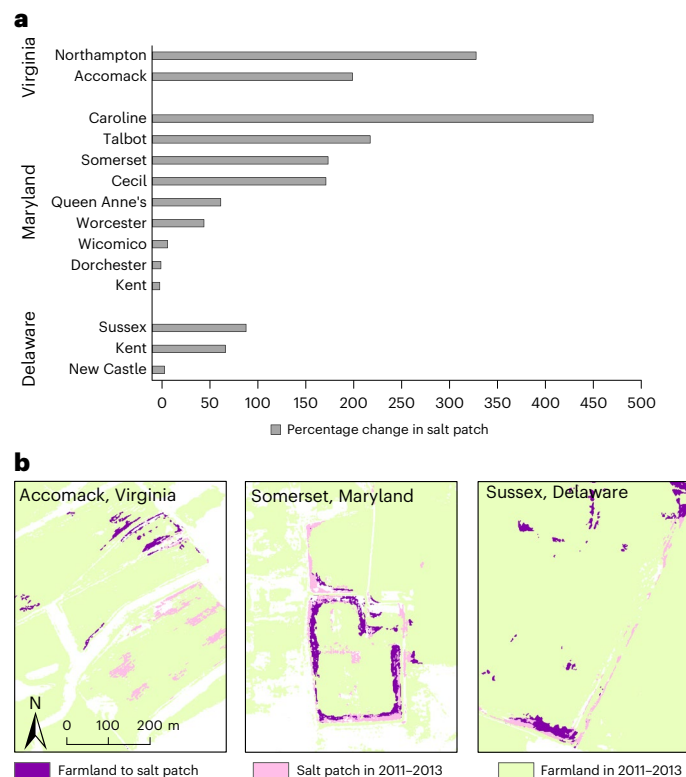 a
Virginia
Northampton
Accomack
Maryland
Caroline
Talbot
Somerset
Cecil
Queen Anne's
Worcester
Wicomico
Dorchester
Kent
Delaware
Sussex
Kent
New Castle
0 50 100 150 200 250 300 350 400 450 500
Percentage change in salt patch
b
Accomack, Virginia
Somerset, Maryland
Sussex, Delaware
N
0 100 200 m
Farmland to salt patch
Salt patch in 2011–2013
Farmland in 2011–2013